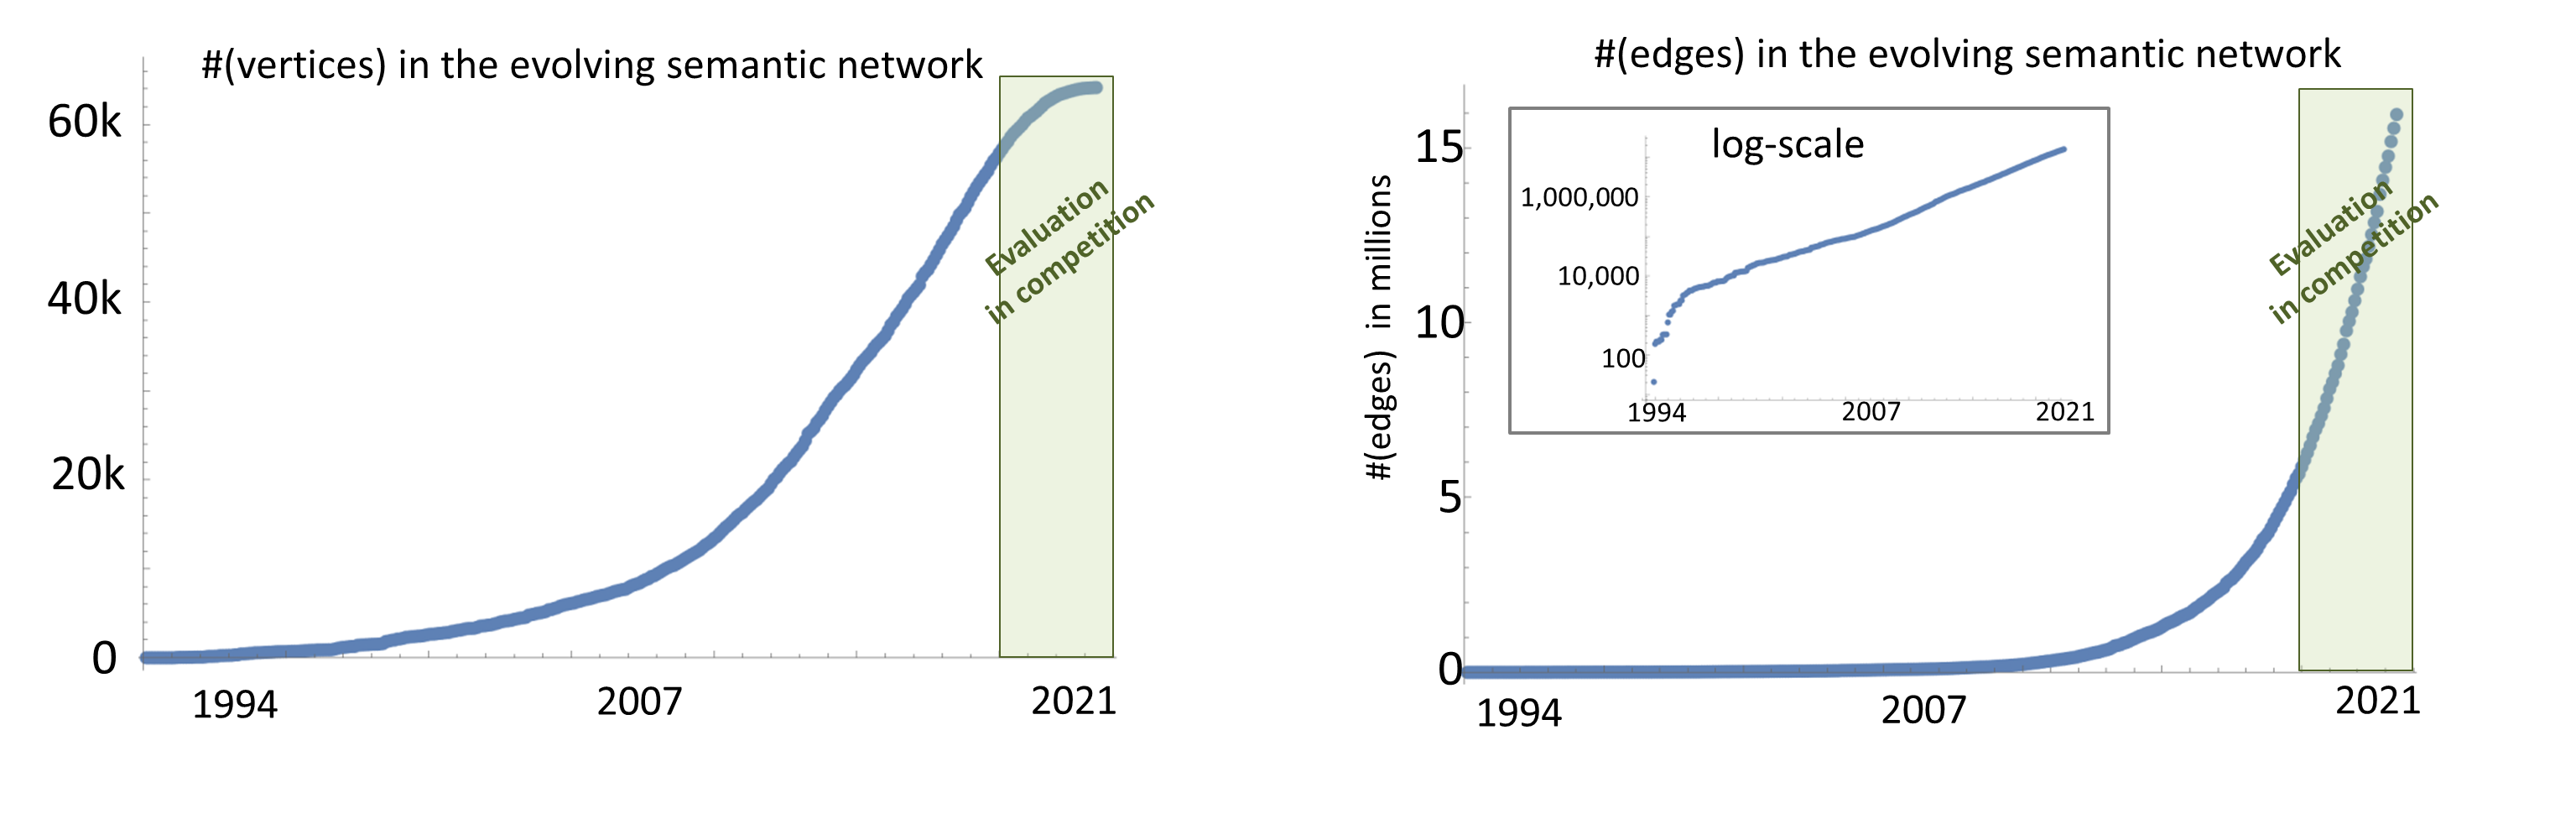 #(vertices) in the evolving semantic network
60k
40k
20k
0
1994
2007
2021
Evaluation
in competition
#(edges) in the evolving semantic network
#(edges) in millions
15
10
5
0
1994
2007
2021
log-scale
1,000,000
10,000
100
1994
2007
2021
Evaluation
in competition